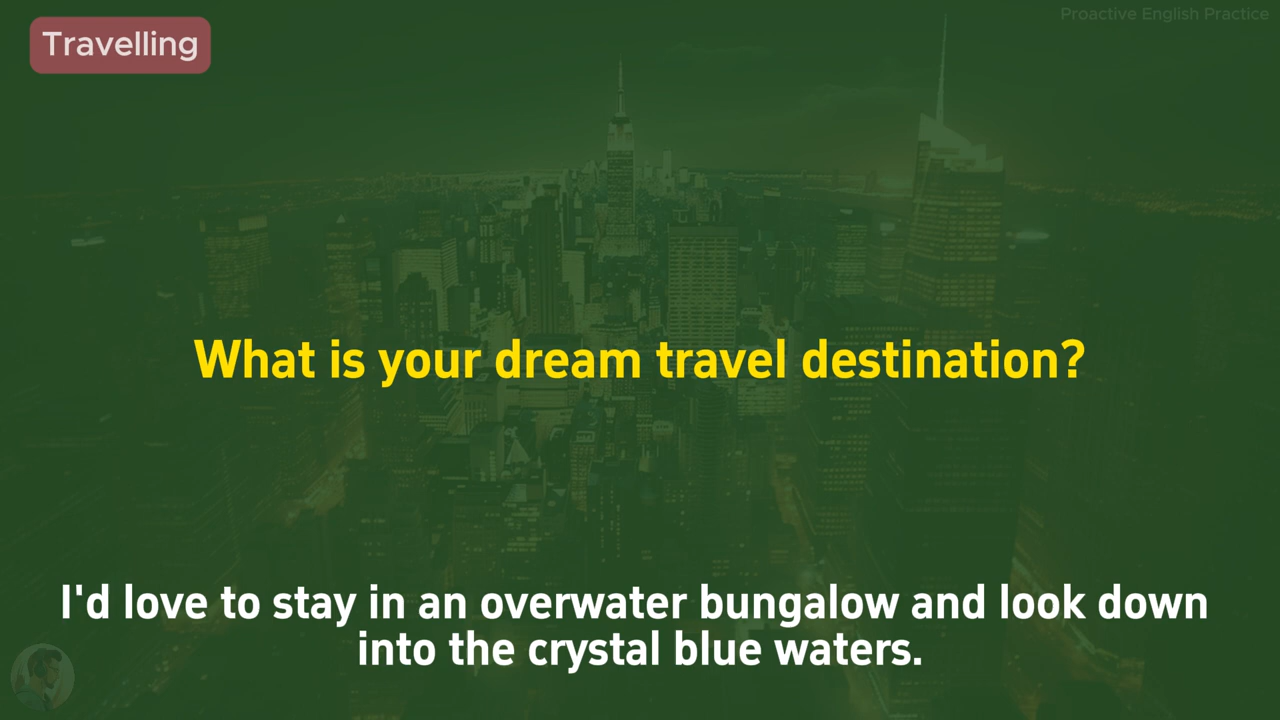 Travelling
Proactive English Practice
What is your dream travel destination?
I'd love to stay in an overwater bungalow and look down
into the crystal blue waters.